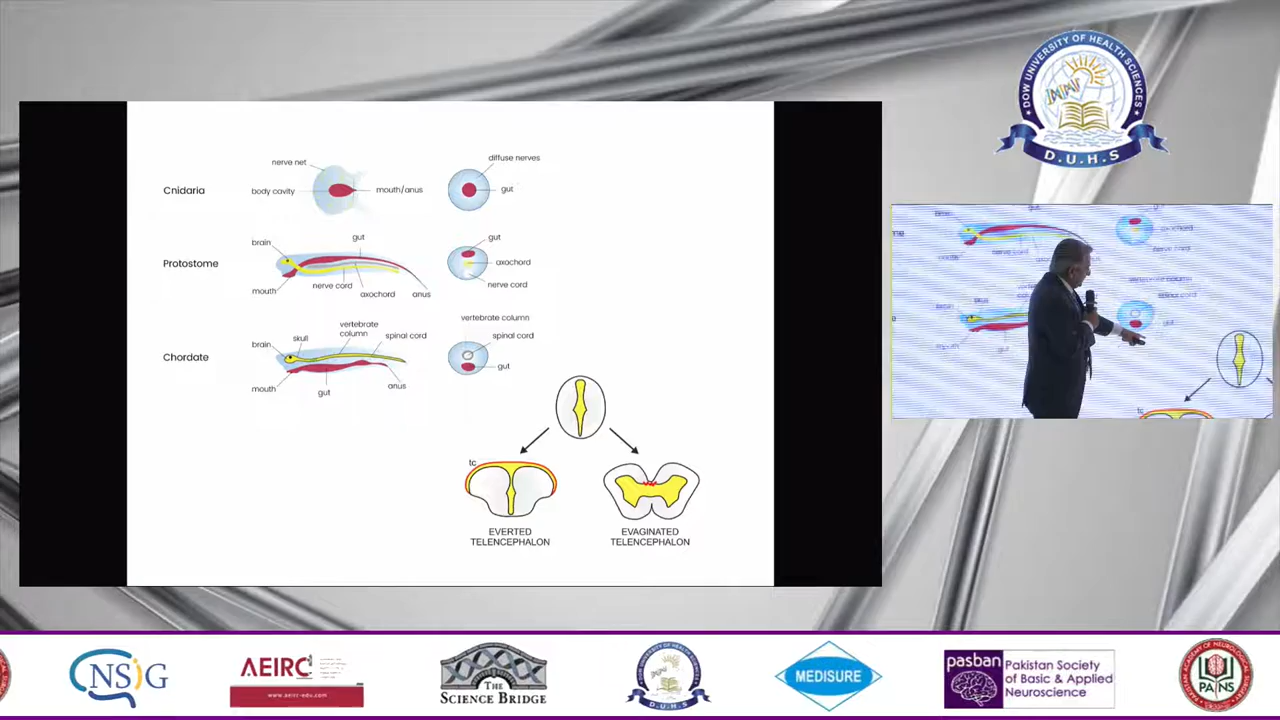 nerve net
diffuse nerves
Cnidaria
body cavity
mouth/anus
gut
brain
gut
gut
Protostome
axochord
mouth
nerve cord
axochord
anus
nerve cord
vertebrate column
vertebrate
column
skull
spinal cord
spinal cord
brain
Chordate
gut
mouth
gut
anus
tc
EVERTED
TELENCEPHALON
EVAGINATED
TELENCEPHALON
DOW UNIVERSITY OF HEALTH SCIENCES
D.U.H.S
tc
NSIG
AEIRC
www.aeirc-edu.com
THE
SCIENCE BRIDGE
D.U.H.S
MEDISURE
pasban
Pakistan Society
of Basic & Applied
Neuroscience
PANS